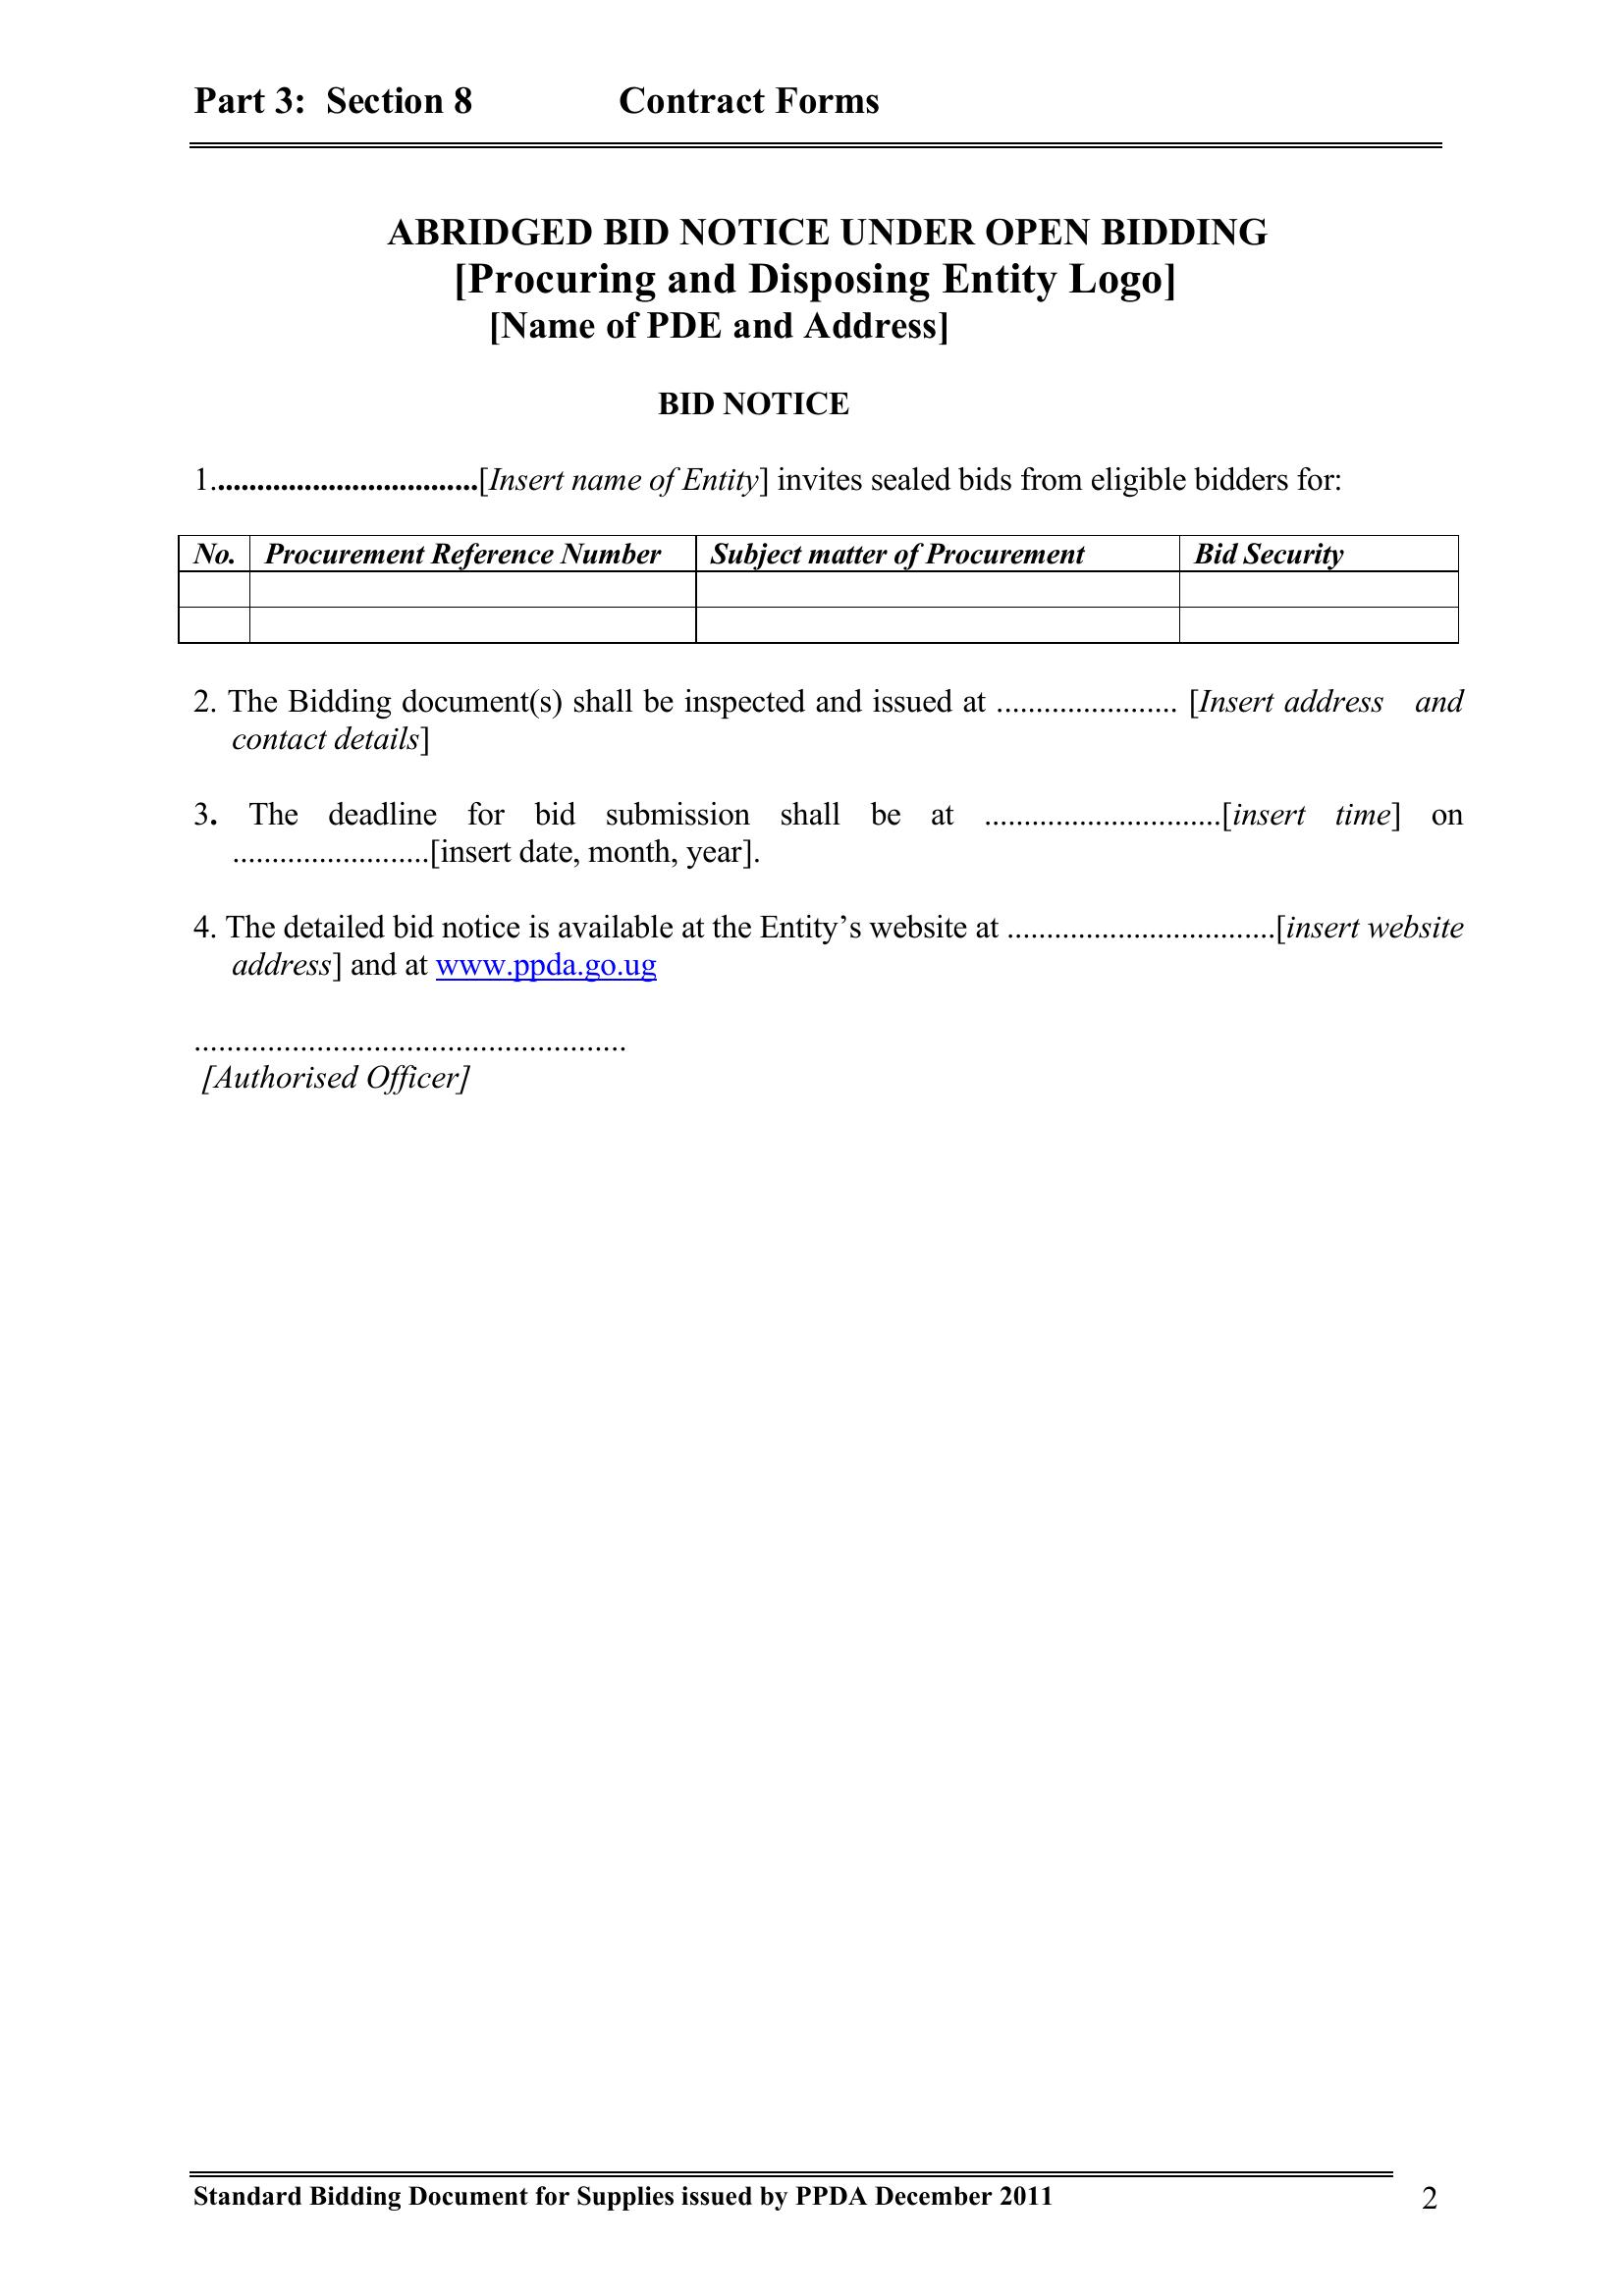 Part 3: Section 8 Contract Forms
ABRIDGED BID NOTICE UNDER OPEN BIDDING
[Procuring and Disposing Entity Logo]
[Name of PDE and Address]
BID NOTICE
1..................................[Insert name of Entity] invites sealed bids from eligible bidders for:
No. Procurement Reference Number Subject matter of Procurement Bid Security
2. The Bidding document(s) shall be inspected and issued at ....................... [Insert address and
contact details]
3. The deadline for bid submission shall be at ..............................[insert time] on
.........................[insert date, month, year].
4. The detailed bid notice is available at the Entity’s website at ..................................[insert website
address] and at www.ppda.go.ug
.....................................................
[Authorised Officer]
Standard Bidding Document for Supplies issued by PPDA December 2011 2